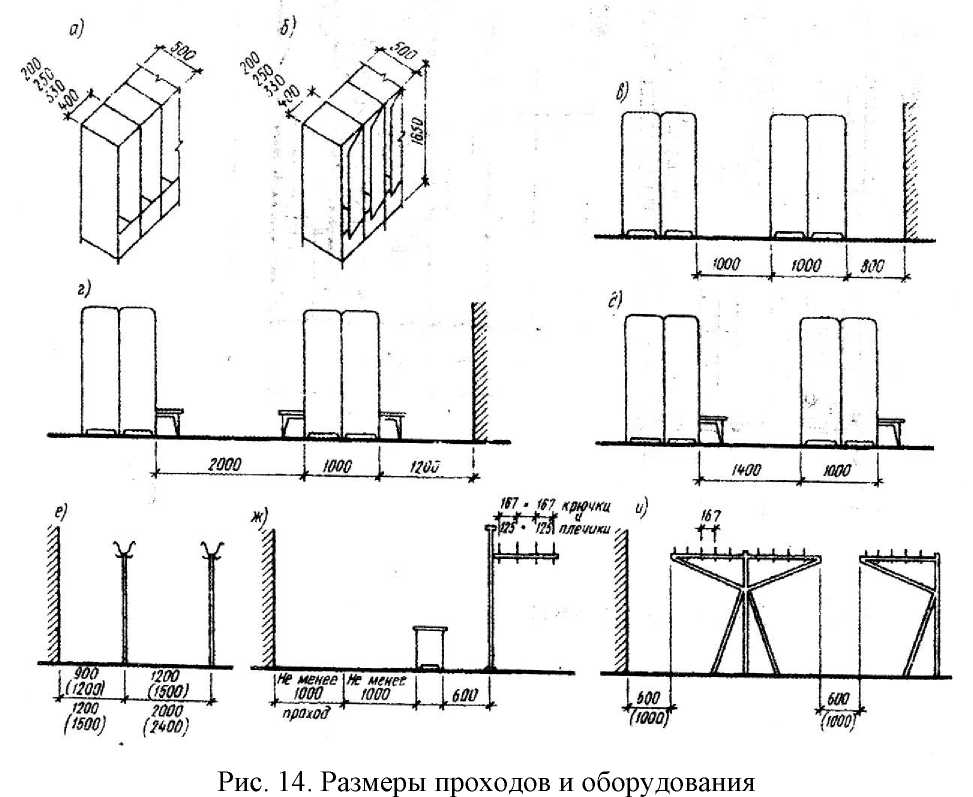 а)
200
250
330
400
500
б)
200
250
330
400
500
1650
в)
1000
1000
800
г)
2000
1000
1200
д)
1400
1000
е)
900
(1200)
1200
(1500)
1200
(1500)
2000
(2400)
ж)
167 • 167 крючки
и
125 • 125 плечики
Не менее
1000
проход
Не менее
1000
600
и)
167
600
(1000)
600
(1000)
Рис. 14. Размеры проходов и оборудования